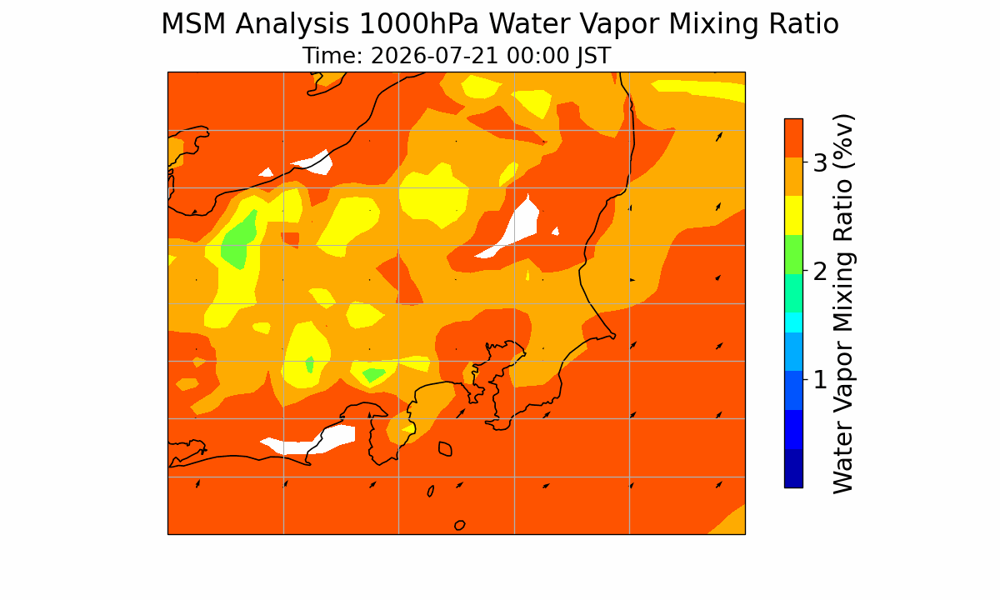 MSM Analysis 1000hPa Water Vapor Mixing Ratio
Time: 2026-07-21 00:00 JST
3
2
1
Water Vapor Mixing Ratio (%v)